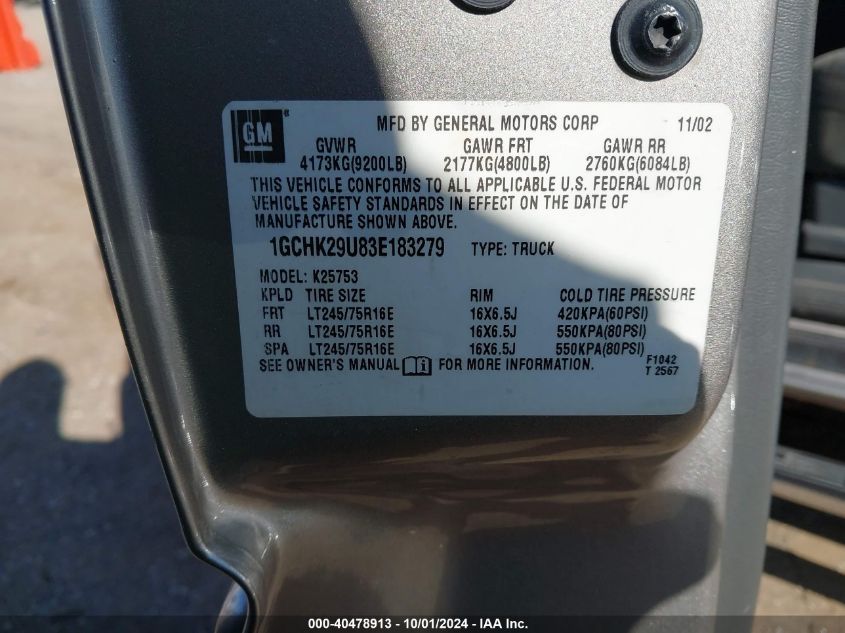 GM ®
MFD BY GENERAL MOTORS CORP 11/02
GVWR GAWR FRT GAWR RR
4173KG(9200LB) 2177KG(4800LB) 2760KG(6084LB)
THIS VEHICLE CONFORMS TO ALL APPLICABLE U.S. FEDERAL MOTOR
VEHICLE SAFETY STANDARDS IN EFFECT ON THE DATE OF
MANUFACTURE SHOWN ABOVE.
1GCHK29U83E183279 TYPE: TRUCK
MODEL: K25753
KPLD TIRE SIZE RIM COLD TIRE PRESSURE
FRT LT245/75R16E 16X6.5J 420KPA(60PSI)
RR LT245/75R16E 16X6.5J 550KPA(80PSI)
SPA LT245/75R16E 16X6.5J 550KPA(80PSI)
SEE OWNER'S MANUAL i FOR MORE INFORMATION. F1042
T 2567
000-40478913 - 10/01/2024 - IAA Inc.